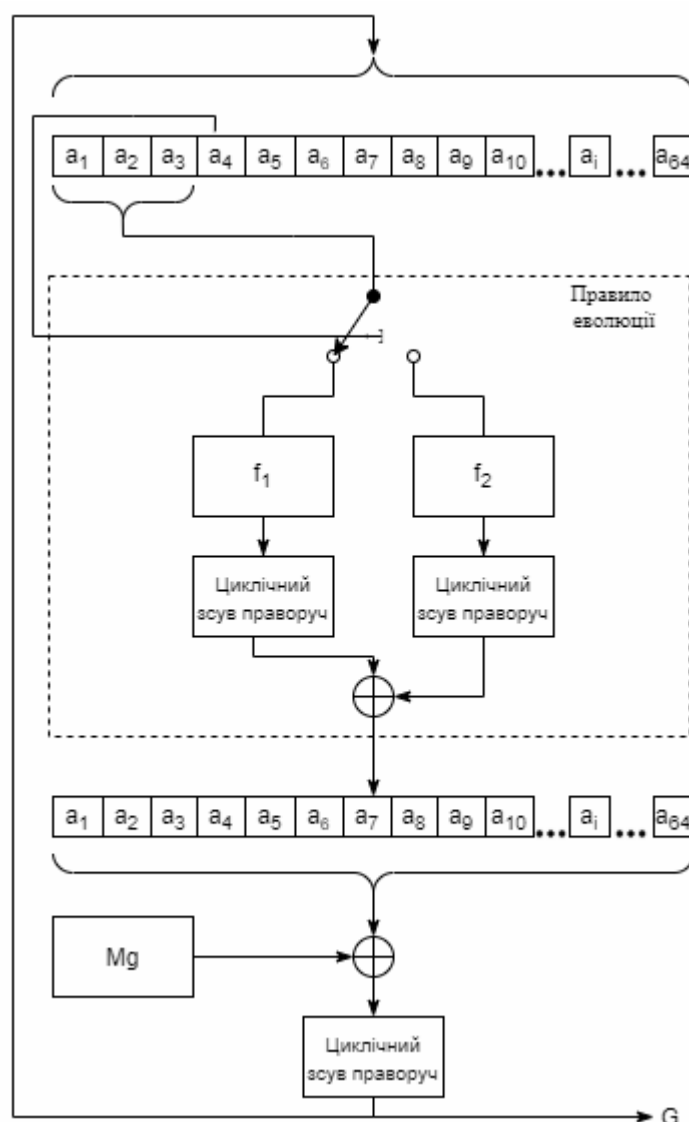 a1 a2 a3 a4 a5 a6 a7 a8 a9 a10 ... ai ... a64
Правило
еволюції
f1 f2
Циклічний Циклічний
зсув праворуч зсув праворуч
a1 a2 a3 a4 a5 a6 a7 a8 a9 a10 ... ai ... a64
Mg
Циклічний
зсув праворуч
G